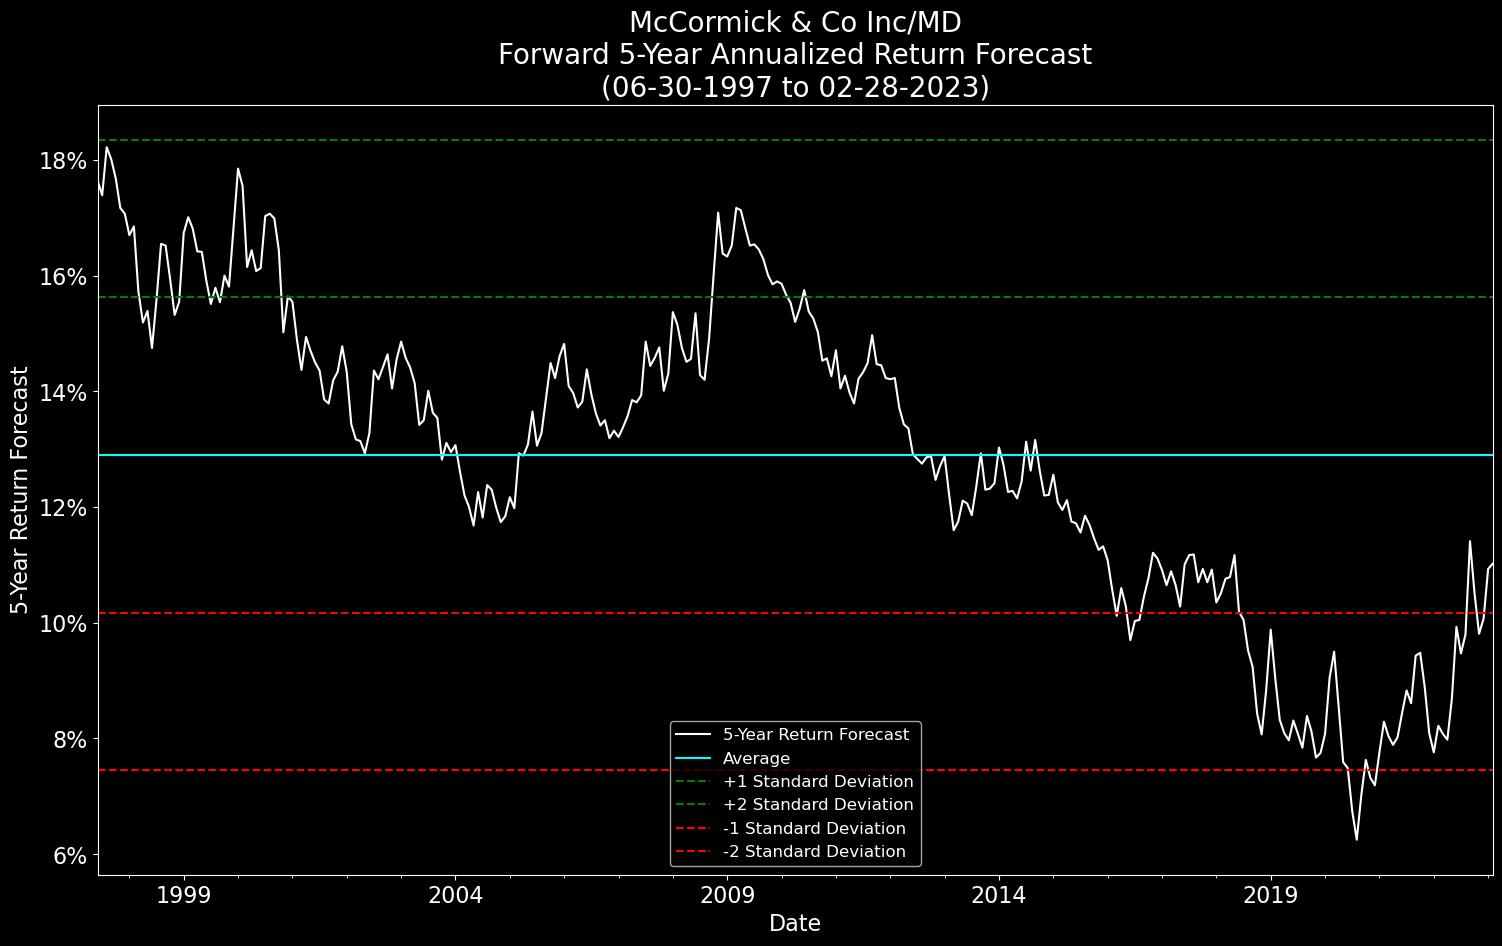 McCormick & Co Inc/MD
Forward 5-Year Annualized Return Forecast
(06-30-1997 to 02-28-2023)
5-Year Return Forecast
18%
16%
14%
12%
10%
8%
6%
5-Year Return Forecast
Average
+1 Standard Deviation
+2 Standard Deviation
-1 Standard Deviation
-2 Standard Deviation
1999 2004 2009 2014 2019
Date